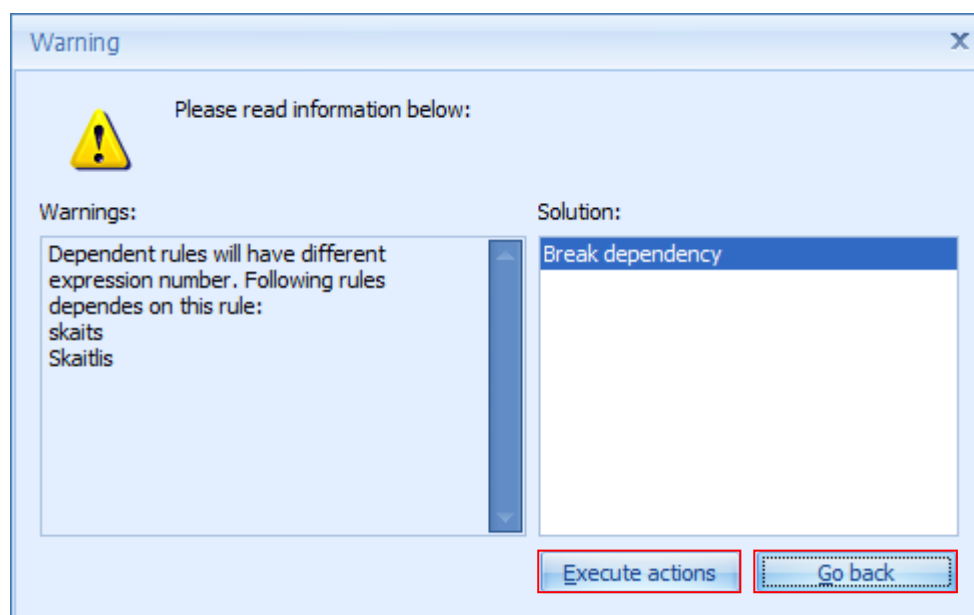 Warning
Please read information below:
Warnings:
Dependent rules will have different
expression number. Following rules
dependes on this rule:
skaits
Skaitlis
Solution:
Break dependency
Execute actions
Go back